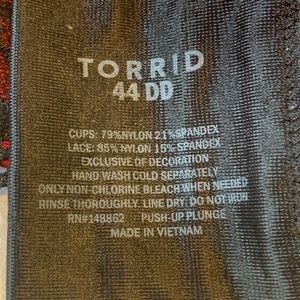 TORRID
44 DD
CUPS: 79% NYLON 21% SPANDEX
LACE: 85% NYLON 15% SPANDEX
EXCLUSIVE OF DECORATION
HAND WASH COLD SEPARATELY
ONLY NON-CHLORINE BLEACH WHEN NEEDED
RINSE THOROUGHLY. LINE DRY. DO NOT IRON
RN#148862 PUSH-UP PLUNGE
MADE IN VIETNAM